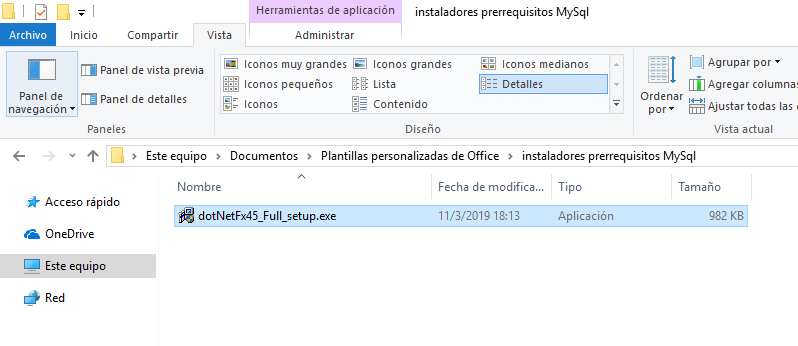 Herramientas de aplicación
instaladores prerrequisitos MySql
Archivo
Inicio
Compartir
Vista
Administrar
Panel de navegación
Panel de vista previa
Panel de detalles
Paneles
Iconos muy grandes
Iconos grandes
Iconos medianos
Iconos pequeños
Lista
Detalles
Iconos
Contenido
Diseño
Ordenar por
Agrupar por
Agregar columnas
Ajustar todas las
Vista actual
Este equipo > Documentos > Plantillas personalizadas de Office > instaladores prerrequisitos MySql
Nombre
Fecha de modifica...
Tipo
Tamaño
Acceso rápido
OneDrive
Este equipo
Red
dotNetFx45_Full_setup.exe
11/3/2019 18:13
Aplicación
982 KB